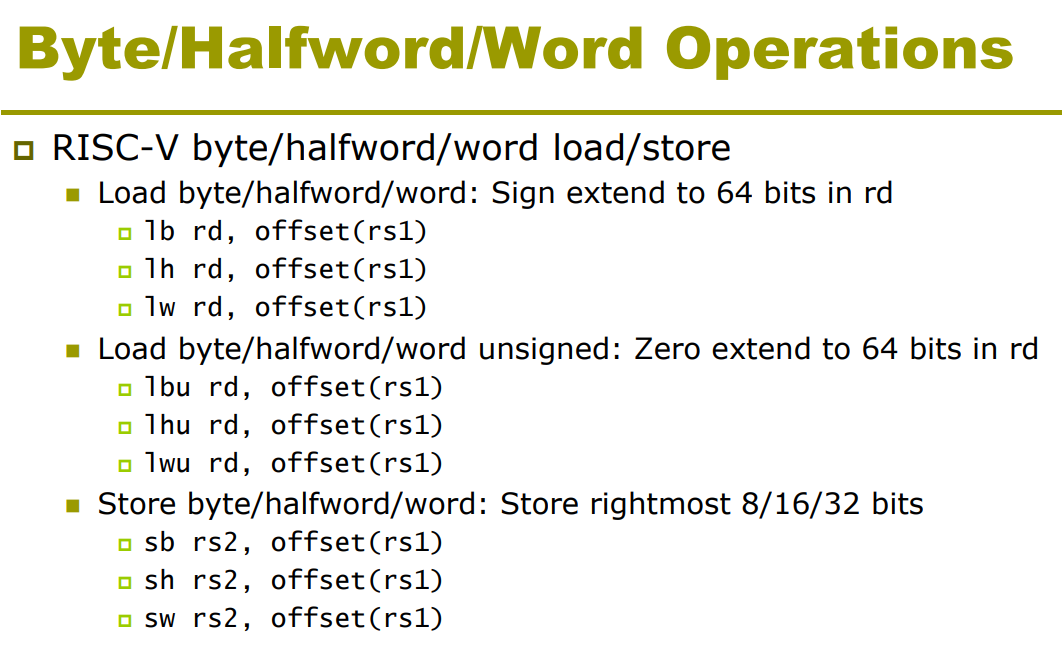 Byte/Halfword/Word Operations
RISC-V byte/halfword/word load/store
Load byte/halfword/word: Sign extend to 64 bits in rd
lb rd, offset(rs1)
lh rd, offset(rs1)
lw rd, offset(rs1)
Load byte/halfword/word unsigned: Zero extend to 64 bits in rd
lbu rd, offset(rs1)
lhu rd, offset(rs1)
lwu rd, offset(rs1)
Store byte/halfword/word: Store rightmost 8/16/32 bits
sb rs2, offset(rs1)
sh rs2, offset(rs1)
sw rs2, offset(rs1)